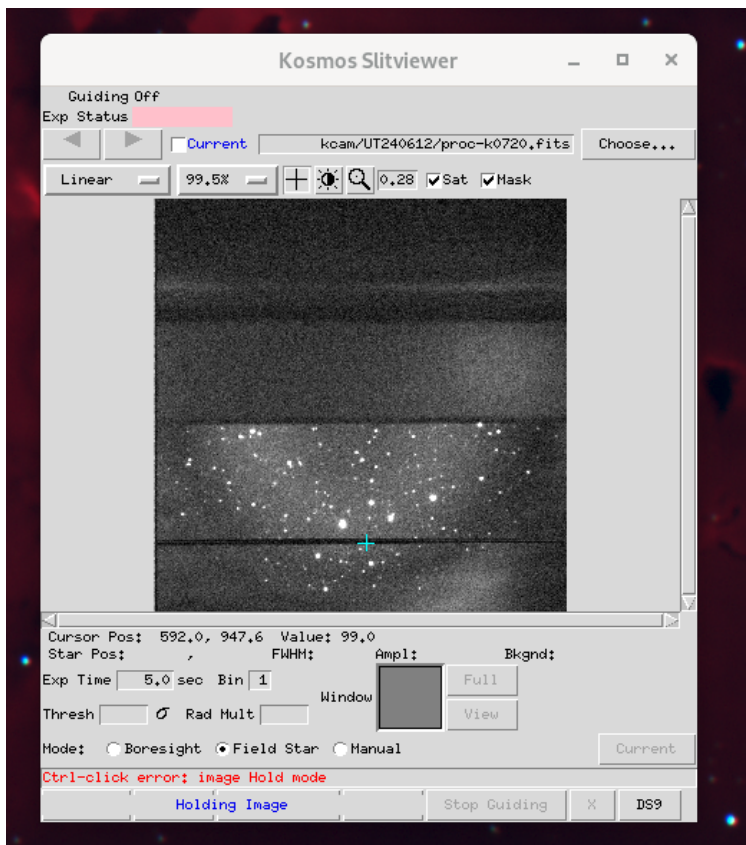 Kosmos Slitviewer
Guiding Off
Exp Status
Current kcam/UT240612/proc-k0720.fits Choose...
Linear 99.5% 0.28 Sat Mask
Cursor Pos: 592.0, 947.6 Value: 99.0
Star Pos: , FWHM: Ampl: Bkgnd:
Exp Time 5.0 sec Bin 1 Window Full
Thresh σ Rad Mult View
Mode: Boresight Field Star Manual Current
Ctrl-click error: image Hold mode
Holding Image Stop Guiding X DS9